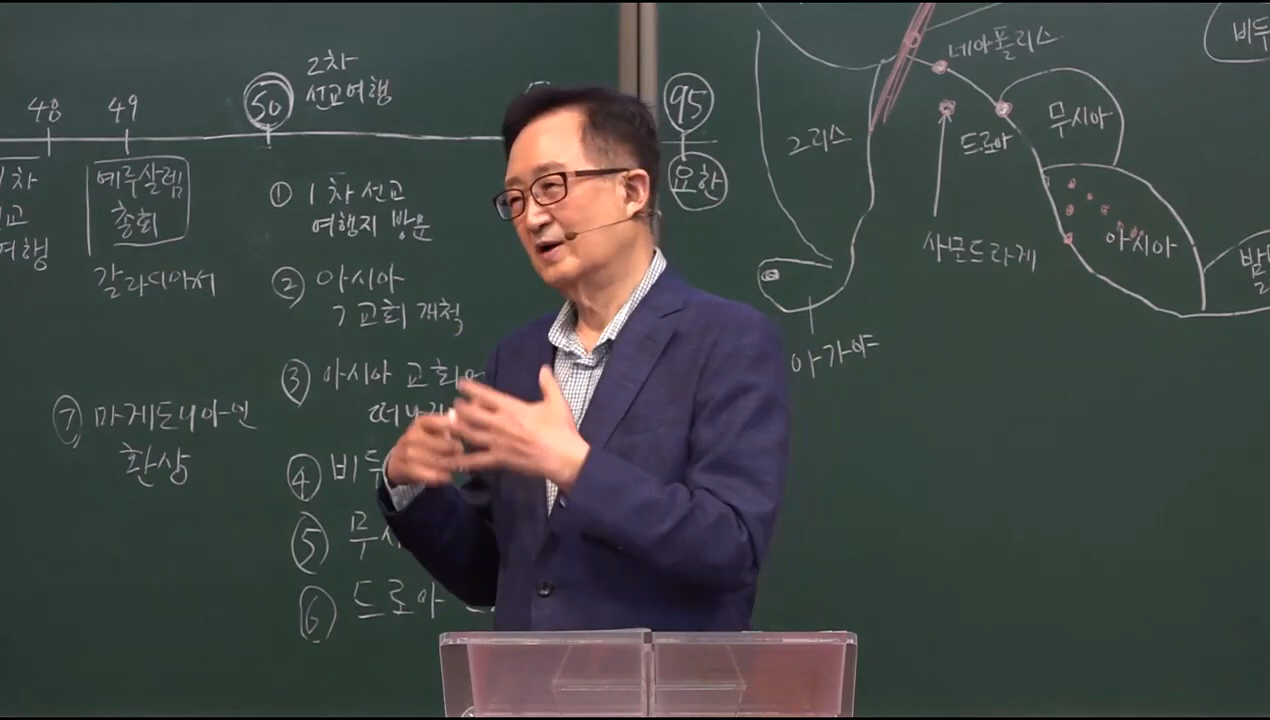 48
49
50
2차
선교여행
95
요한
1차
예루살렘
총회
갈라디아서
여행
① 1차 선교
여행지 방문
② 아시아
7교회 개척
③ 아시아 교회
④ 비두
⑤ 무시
⑥ 드로아
⑦ 마게도니아인
환상
네아폴리스
그리스
드로아
무시아
사모드라게
아시아
아가야
비두
밤빌